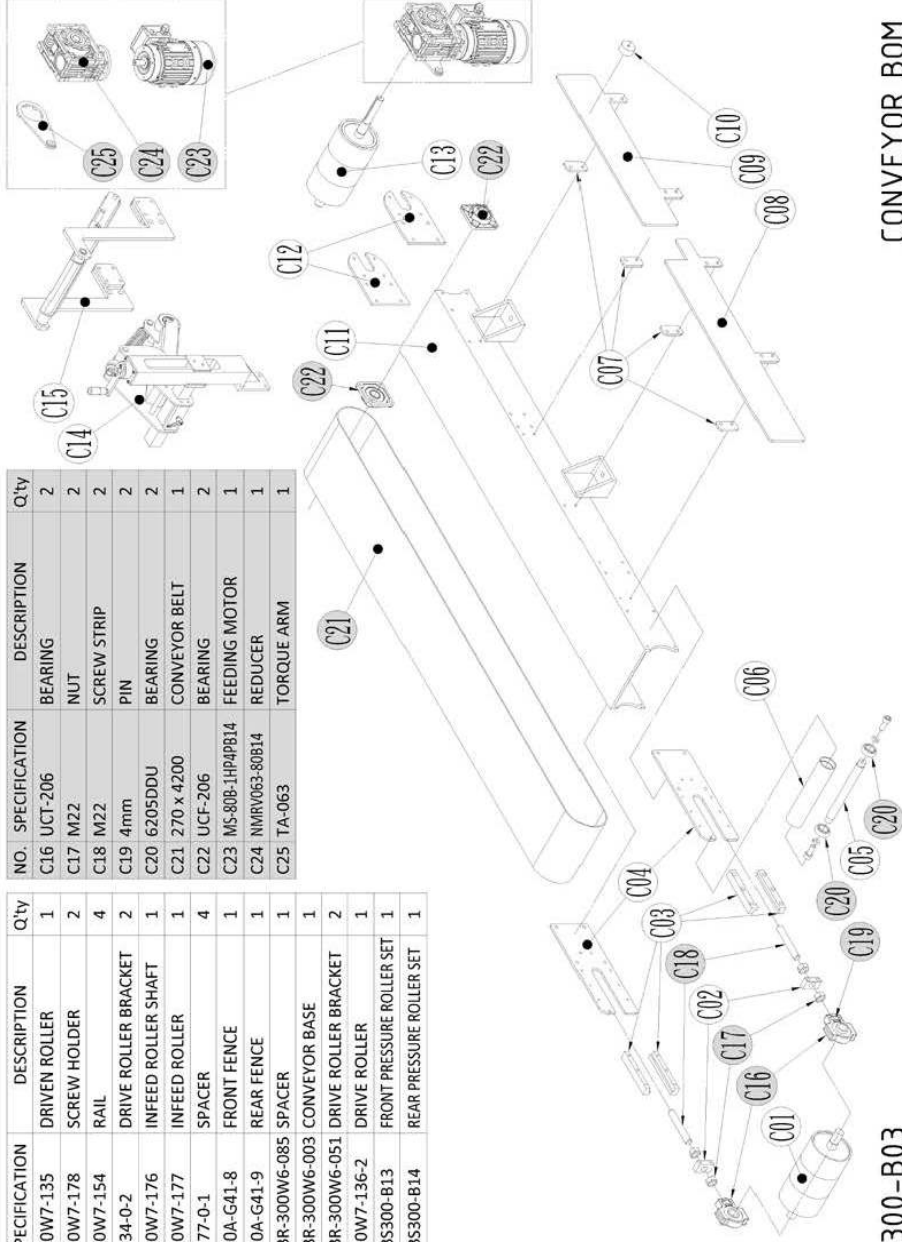 PECIFICATION DESCRIPTION Q'ty
0W7-135 DRIVEN ROLLER 1
0W7-178 SCREW HOLDER 2
0W7-154 RAIL 4
34-0-2 DRIVE ROLLER BRACKET 2
0W7-176 INFEED ROLLER SHAFT 1
0W7-177 INFEED ROLLER 1
77-0-1 SPACER 4
0A-G41-8 FRONT FENCE 1
0A-G41-9 REAR FENCE 1
BR-300W6-085 SPACER 1
BR-300W6-003 CONVEYOR BASE 1
BR-300W6-051 DRIVE ROLLER BRACKET 2
0W7-136-2 DRIVE ROLLER 1
BS300-B13 FRONT PRESSURE ROLLER SET 1
BS300-B14 REAR PRESSURE ROLLER SET 1
NO. SPECIFICATION DESCRIPTION Q'ty
C16 UCT-206 BEARING 2
C17 M22 NUT 2
C18 M22 SCREW STRIP 2
C19 4mm PIN 2
C20 6205DDU BEARING 2
C21 270 x 4200 CONVEYOR BELT 1
C22 UCF-206 BEARING 2
C23 MS-80B-1HP4PB14 FEEDING MOTOR 1
C24 NMRV063-80B14 REDUCER 1
C25 TA-063 TORQUE ARM 1
C25
C24
C23
C15
C14
C13
C22
C12
C11
C22
C21
C10
C09
C08
C07
C06
C04
C03
C18
C02
C17
C16
C01
C19
C20
C05
C20
300-B03
CONVEYOR BOM